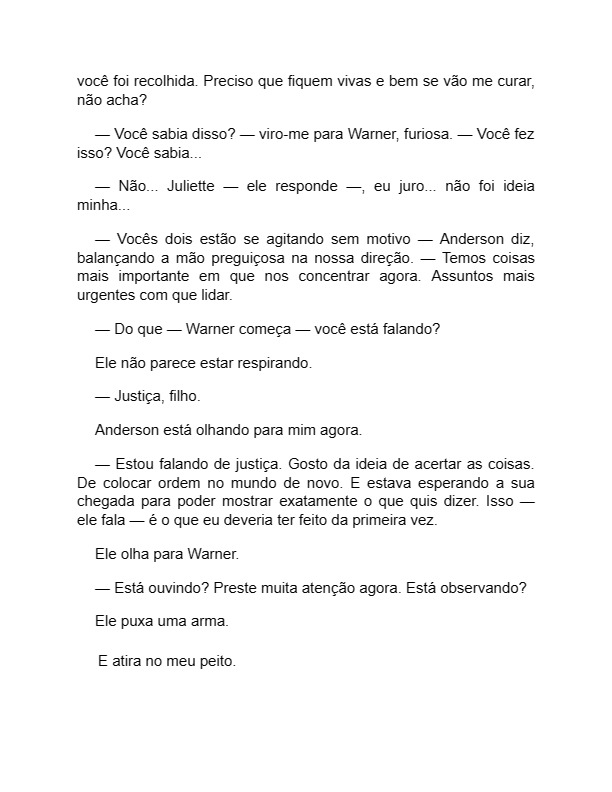 você foi recolhida. Preciso que fiquem vivas e bem se vão me curar,
não acha?
— Você sabia disso? — viro-me para Warner, furiosa. — Você fez
isso? Você sabia...
— Não... Juliette — ele responde —, eu juro... não foi ideia
minha...
— Vocês dois estão se agitando sem motivo — Anderson diz,
balançando a mão preguiçosa na nossa direção. — Temos coisas
mais importante em que nos concentrar agora. Assuntos mais
urgentes com que lidar.
— Do que — Warner começa — você está falando?
Ele não parece estar respirando.
— Justiça, filho.
Anderson está olhando para mim agora.
— Estou falando de justiça. Gosto da ideia de acertar as coisas.
De colocar ordem no mundo de novo. E estava esperando a sua
chegada para poder mostrar exatamente o que quis dizer. Isso —
ele fala — é o que eu deveria ter feito da primeira vez.
Ele olha para Warner.
— Está ouvindo? Preste muita atenção agora. Está observando?
Ele puxa uma arma.
E atira no meu peito.